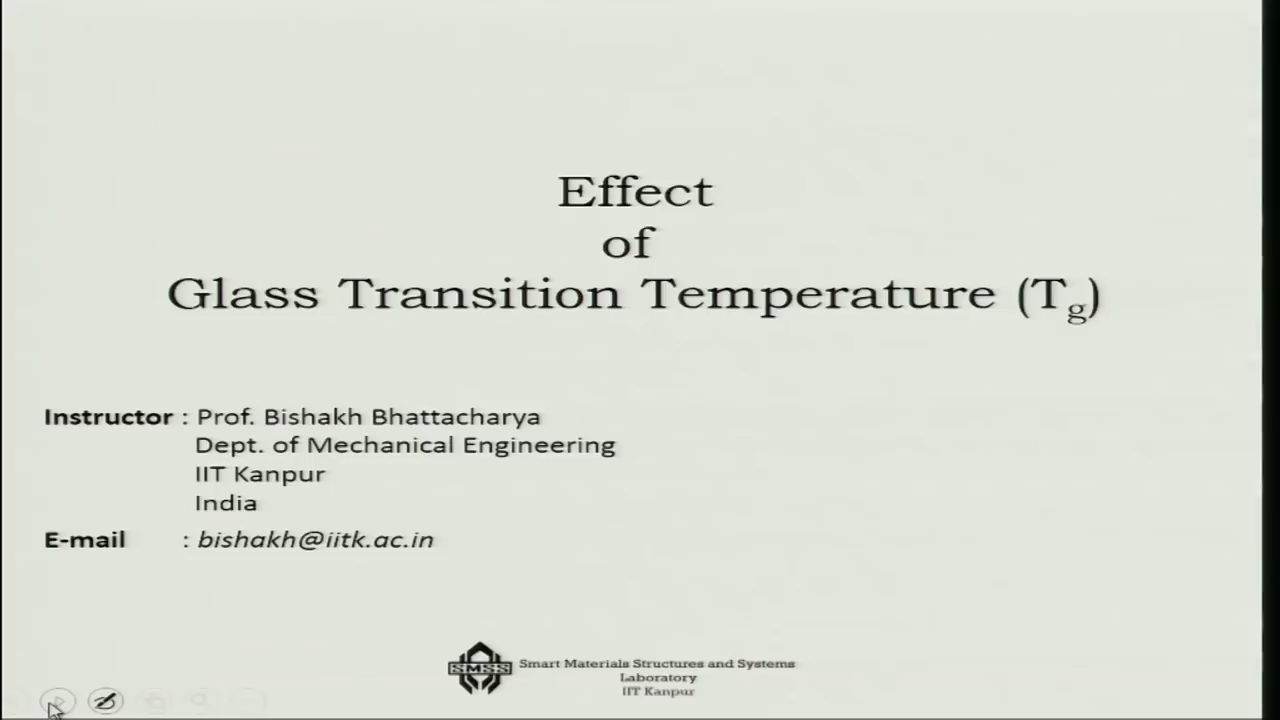 Effect
of
Glass Transition Temperature (Tg)
Instructor : Prof. Bishakh Bhattacharya
Dept. of Mechanical Engineering
IIT Kanpur
India
E-mail : bishakh@iitk.ac.in
SMSS
Smart Materials Structures and Systems
Laboratory
IIT Kanpur